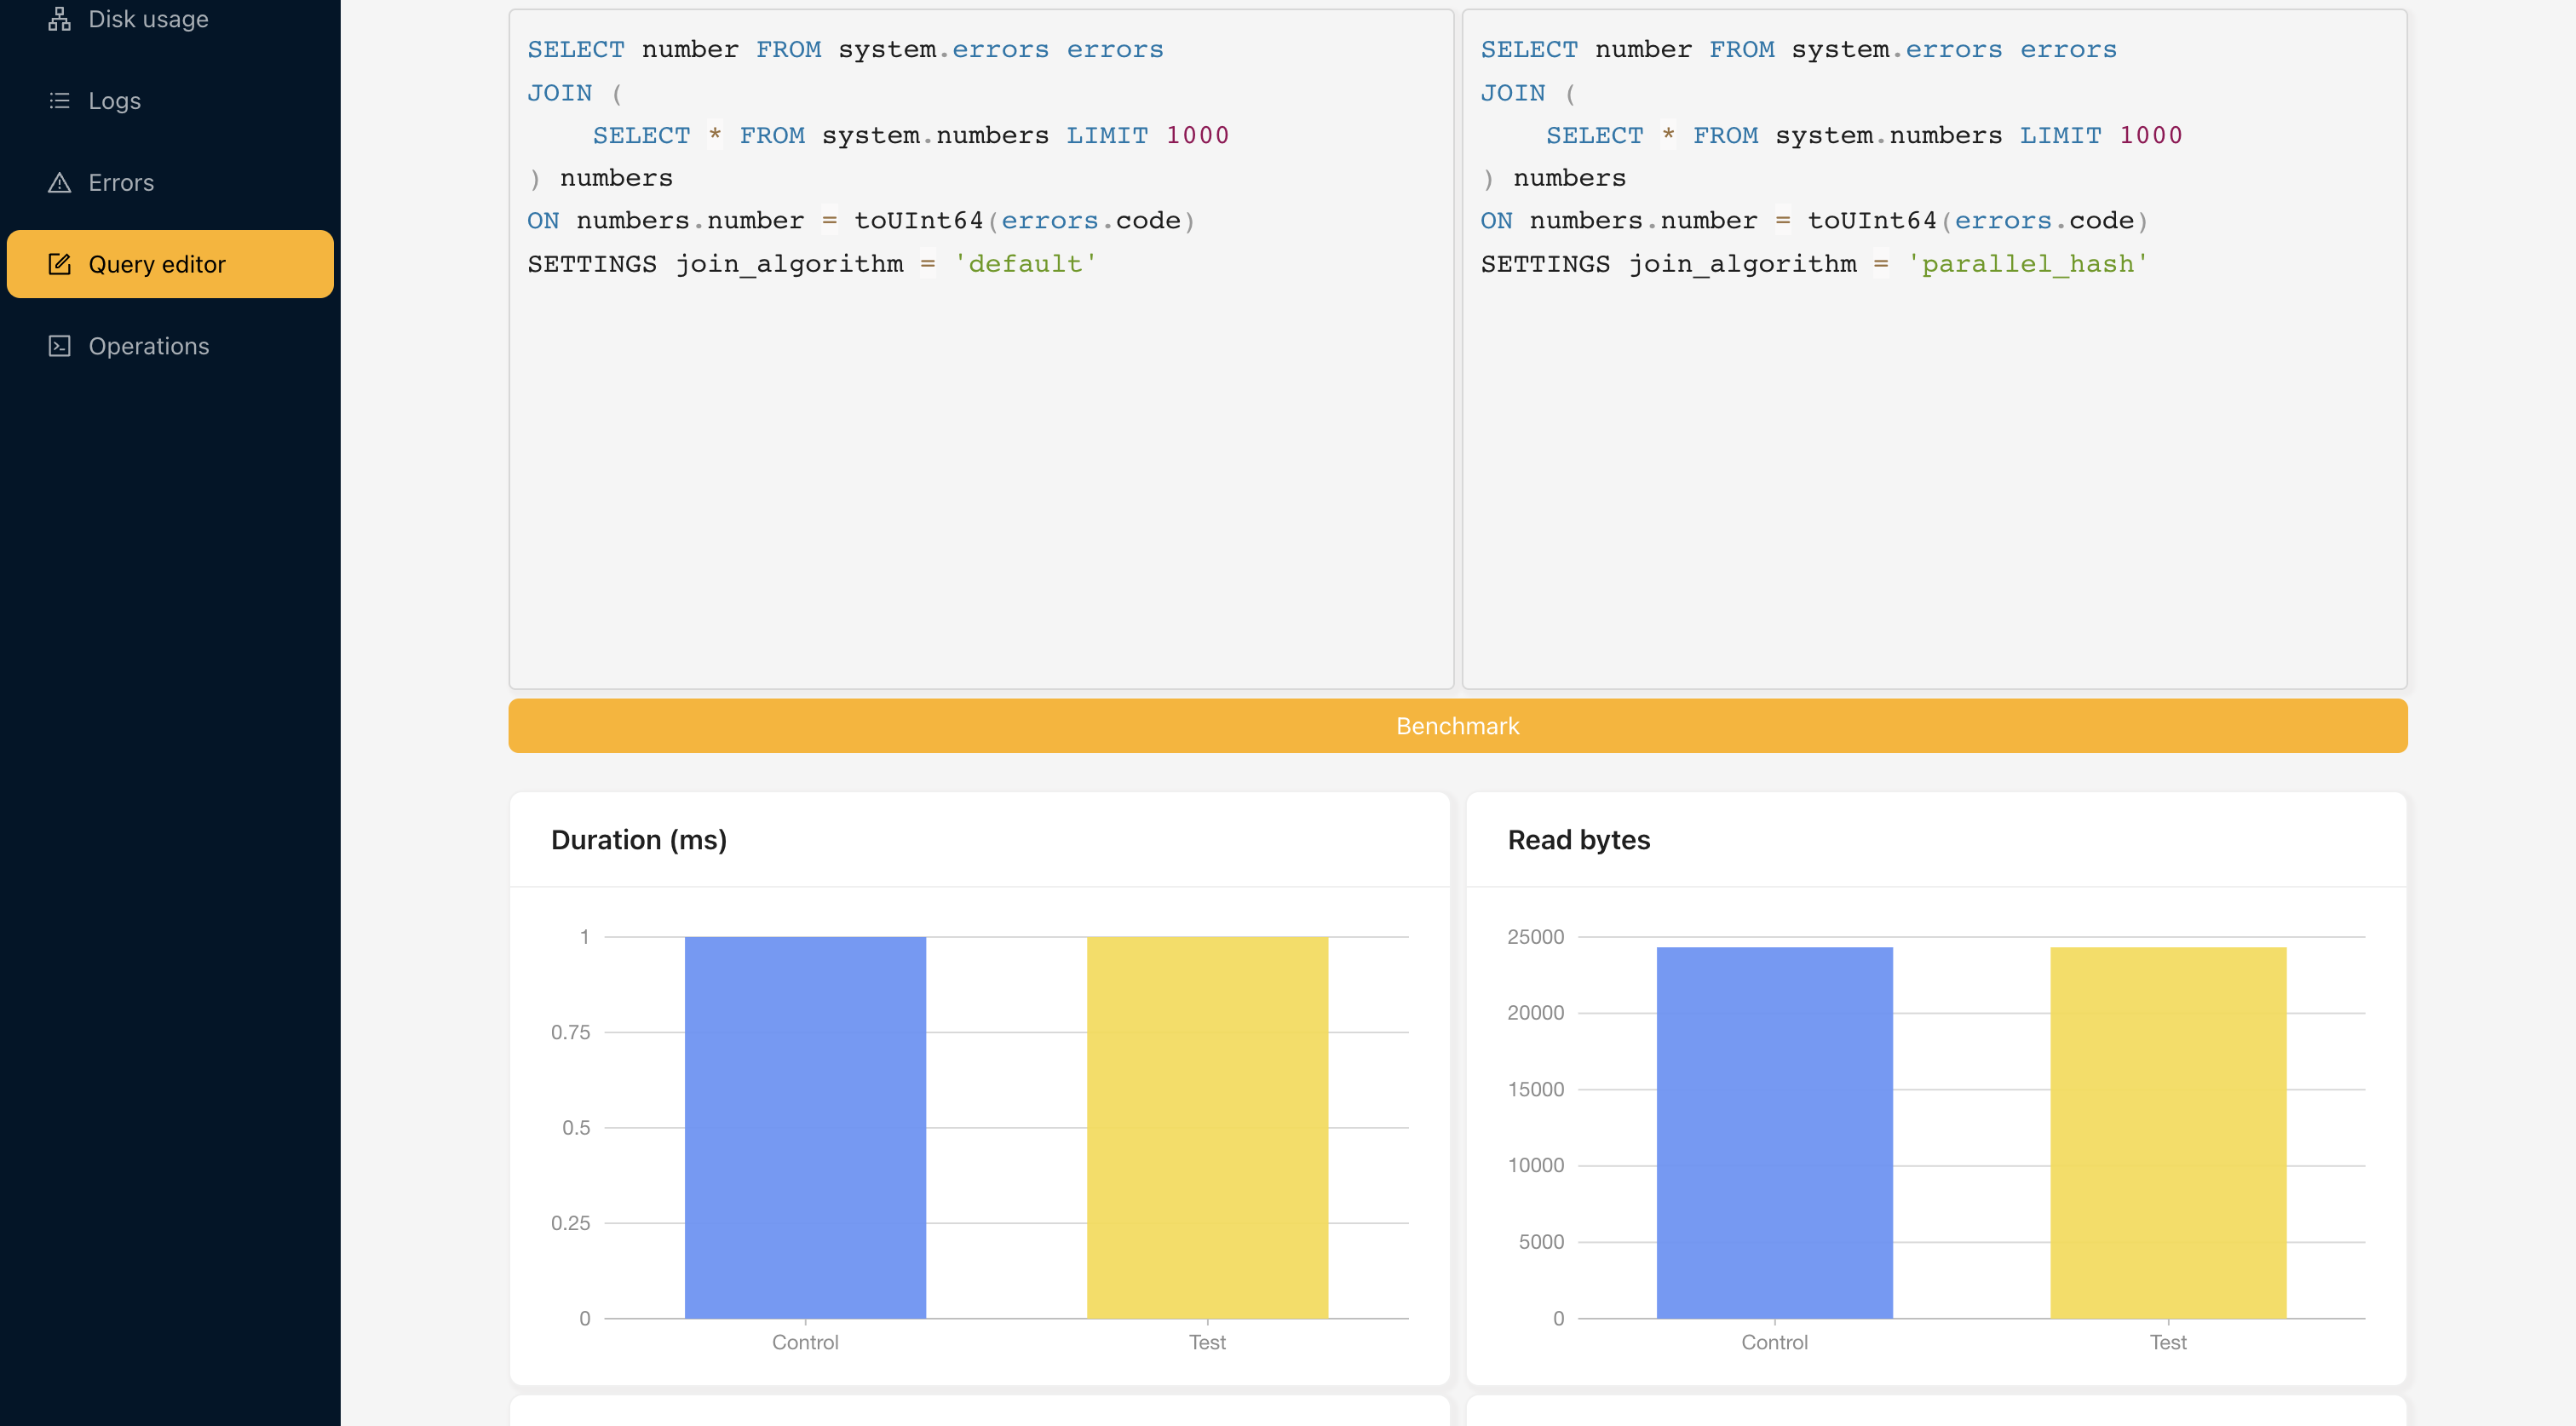 Disk usage
Logs
Errors
Query editor
Operations
SELECT number FROM system.errors errors
JOIN (
    SELECT * FROM system.numbers LIMIT 1000
) numbers
ON numbers.number = toUInt64(errors.code)
SETTINGS join_algorithm = 'default'
SELECT number FROM system.errors errors
JOIN (
    SELECT * FROM system.numbers LIMIT 1000
) numbers
ON numbers.number = toUInt64(errors.code)
SETTINGS join_algorithm = 'parallel_hash'
Benchmark
Duration (ms)
1
0.75
0.5
0.25
0
Control Test
Read bytes
25000
20000
15000
10000
5000
0
Control Test